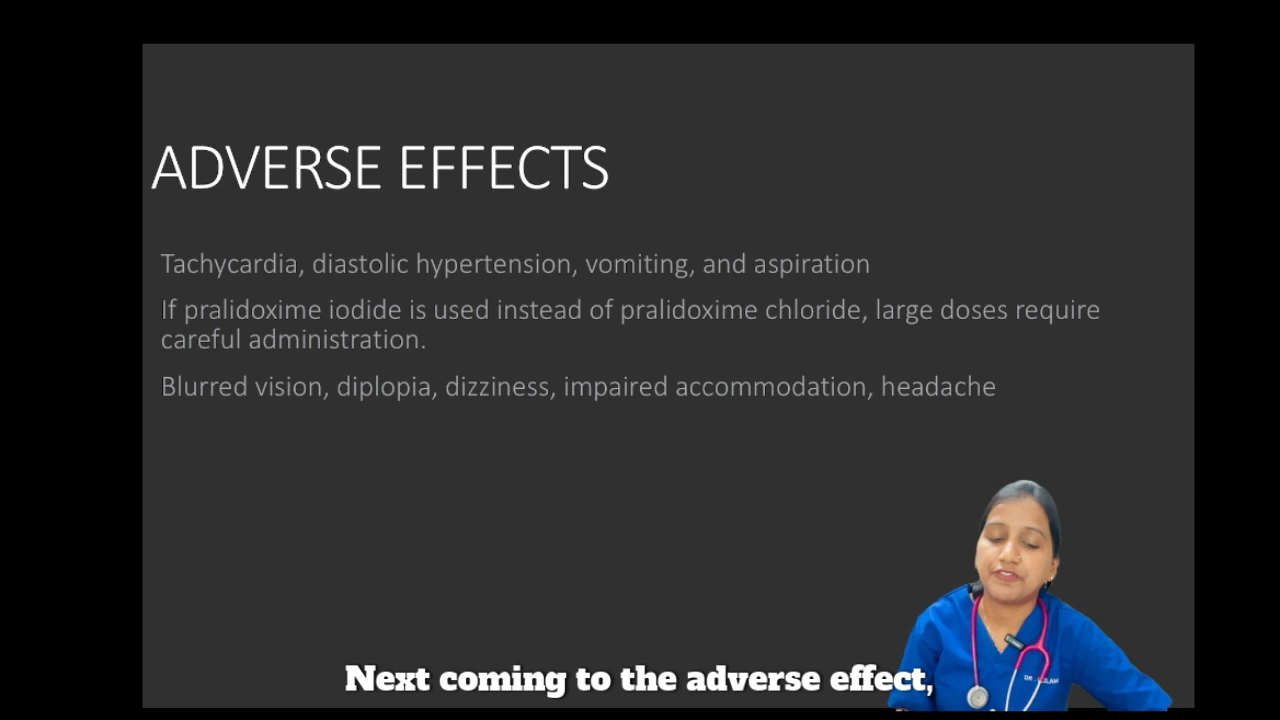 ADVERSE EFFECTS
Tachycardia, diastolic hypertension, vomiting, and aspiration
If pralidoxime iodide is used instead of pralidoxime chloride, large doses require
careful administration.
Blurred vision, diplopia, dizziness, impaired accommodation, headache
DR.
Next coming to the adverse effect,